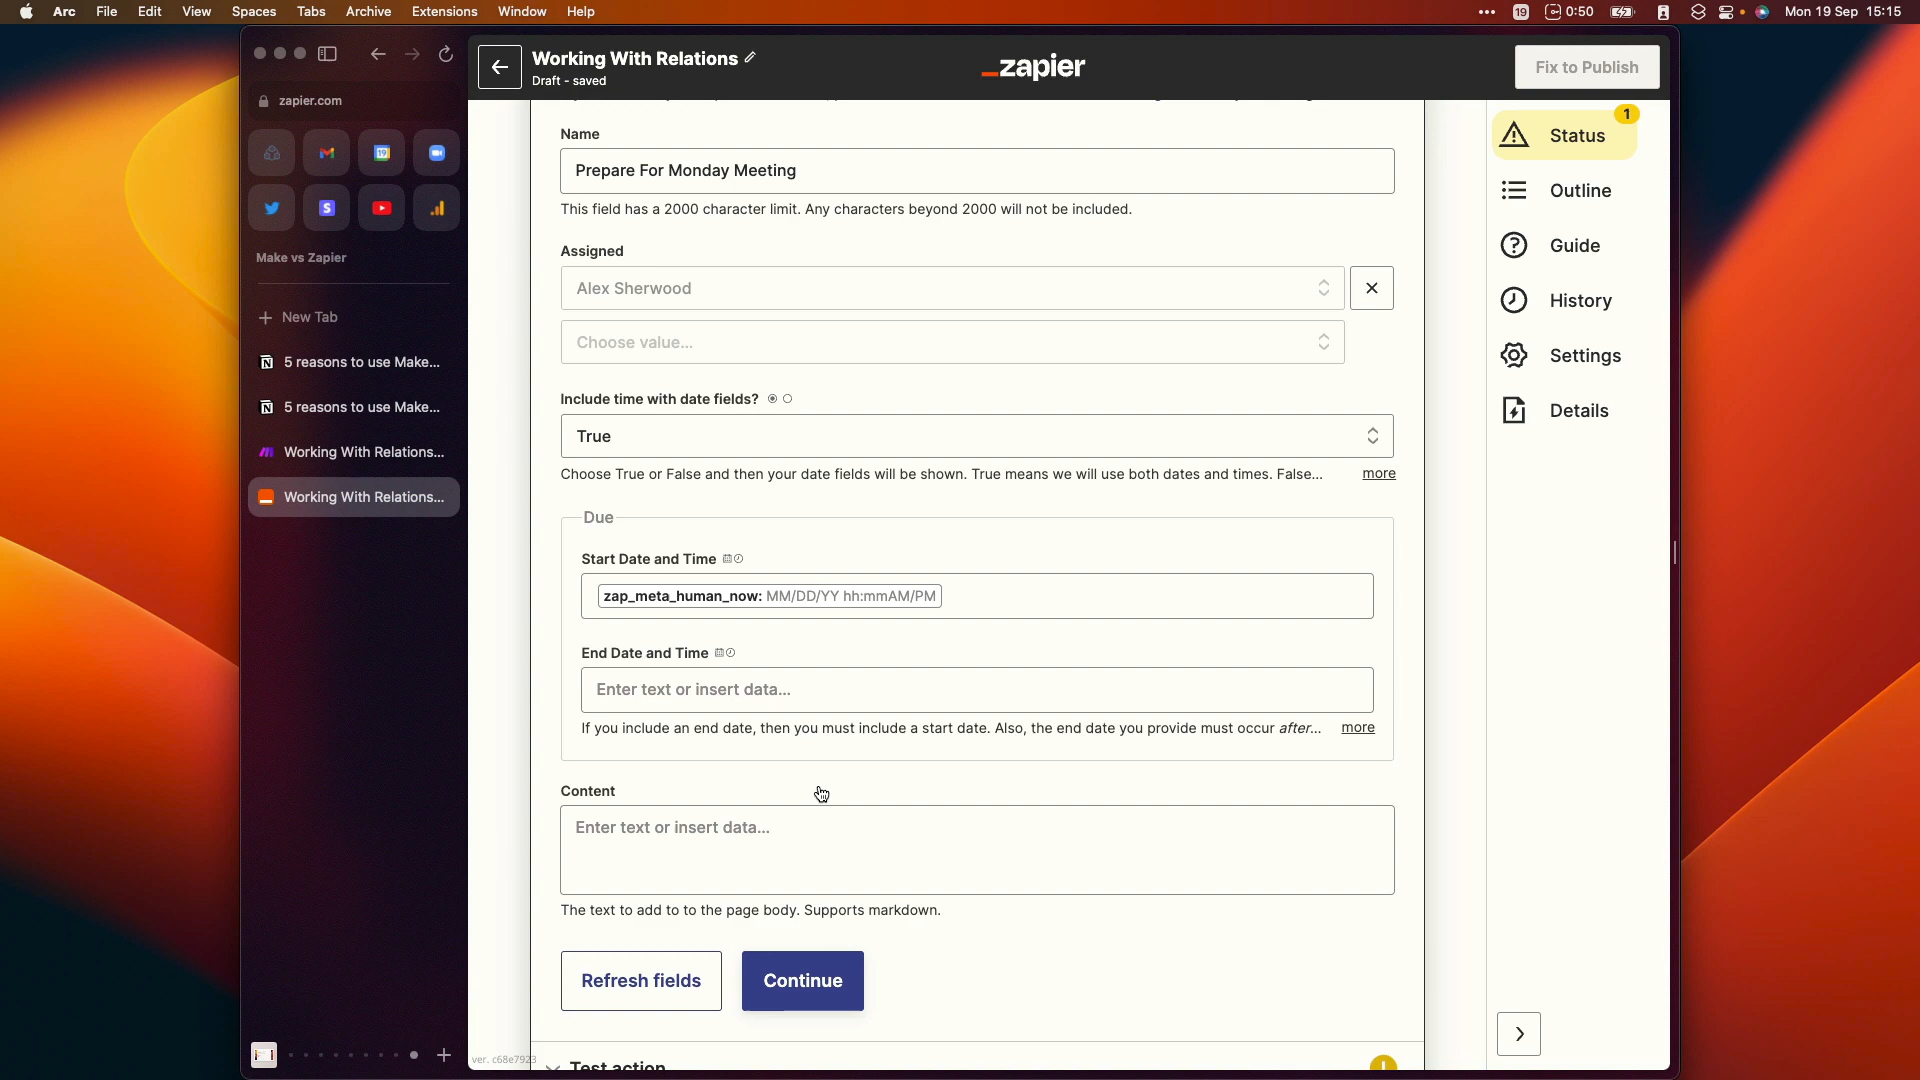 Arc File Edit View Spaces Tabs Archive Extensions Window Help
19 0:50 Mon 19 Sep 15:15
zapier.com
Make vs Zapier
New Tab
5 reasons to use Make...
5 reasons to use Make...
Working With Relations...
Working With Relations...
Working With Relations
Draft - saved
_zapier
Fix to Publish
Name
Prepare For Monday Meeting
This field has a 2000 character limit. Any characters beyond 2000 will not be included.
Assigned
Alex Sherwood
Choose value...
Include time with date fields?
True
Choose True or False and then your date fields will be shown. True means we will use both dates and times. False... more
Due
Start Date and Time
zap_meta_human_now: MM/DD/YY hh:mmAM/PM
End Date and Time
Enter text or insert data...
If you include an end date, then you must include a start date. Also, the end date you provide must occur after... more
Content
Enter text or insert data...
The text to add to to the page body. Supports markdown.
Refresh fields
Continue
ver. c68e7923
Test action
1
Status
Outline
Guide
History
Settings
Details